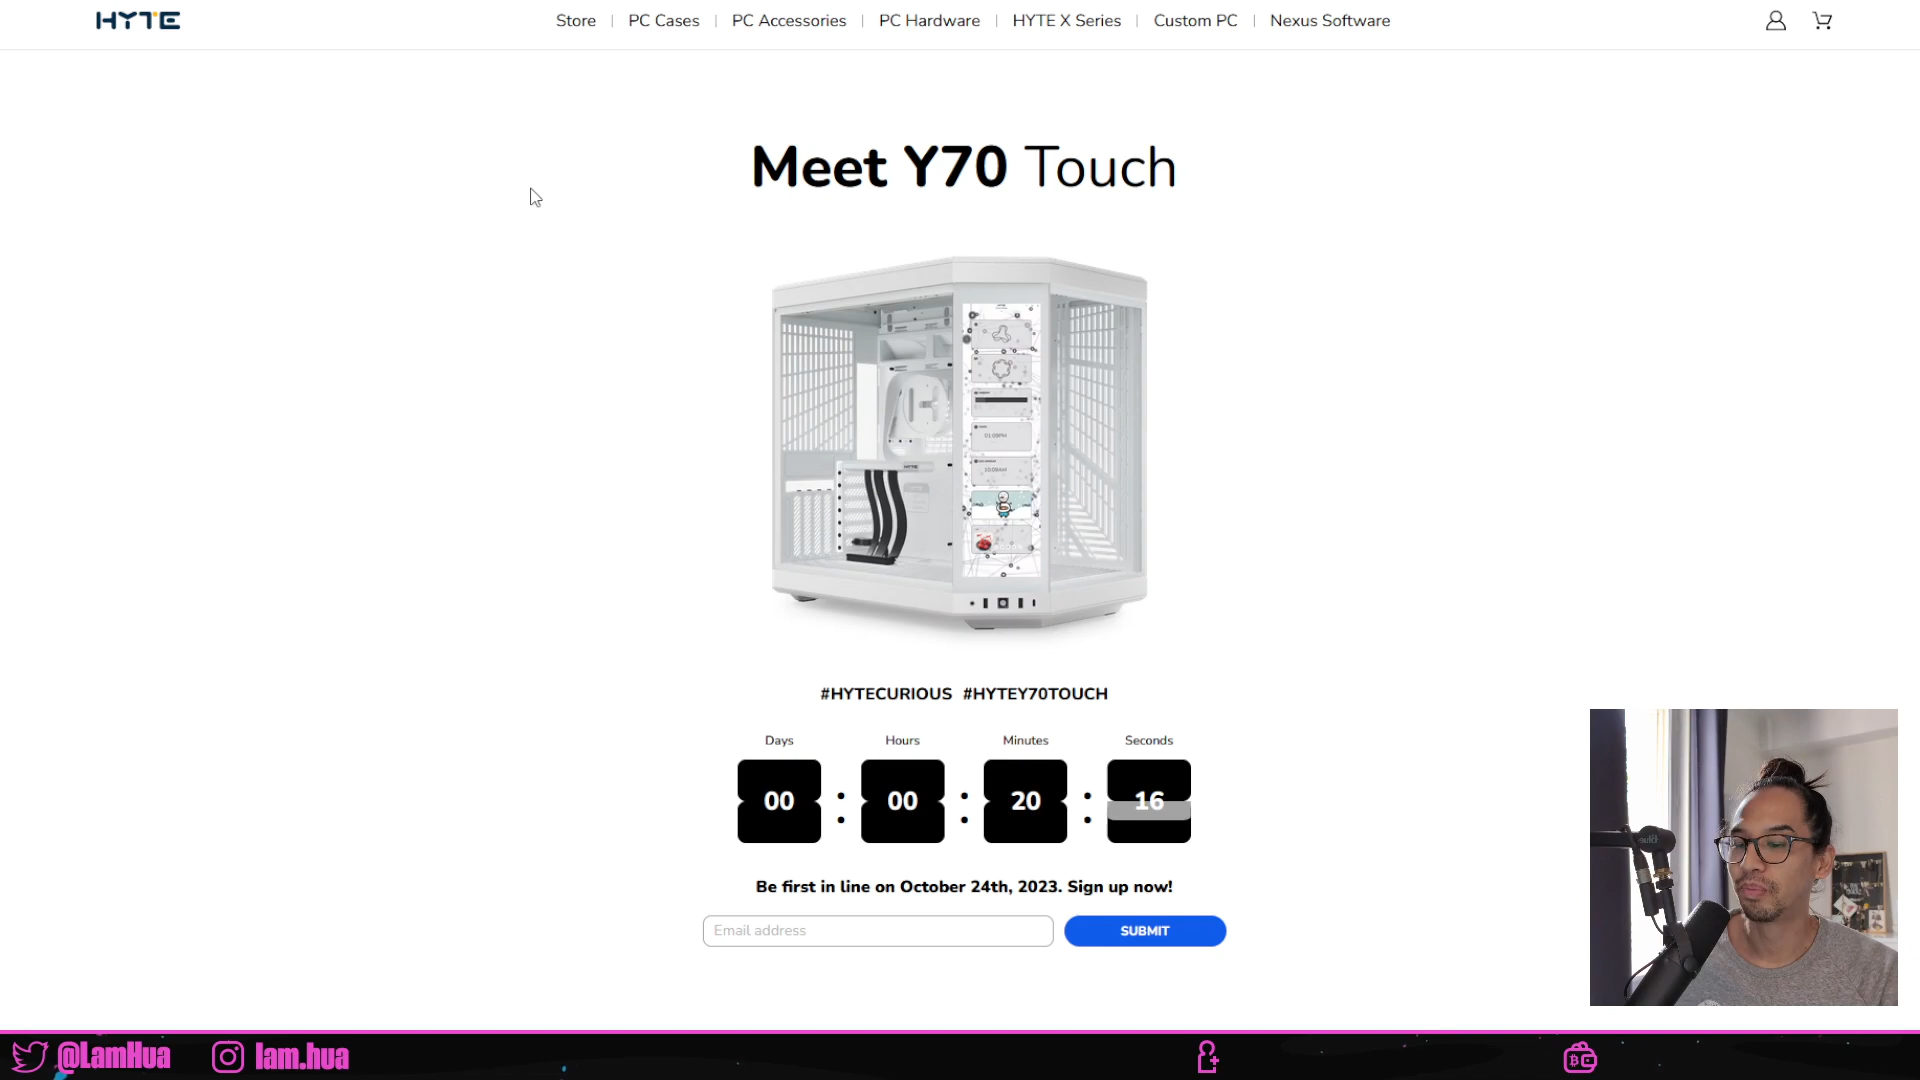 HYTE
Store | PC Cases | PC Accessories | PC Hardware | HYTE X Series | Custom PC | Nexus Software
Meet Y70 Touch
#HYTECURIOUS #HYTEY70TOUCH
Days Hours Minutes Seconds
00 : 00 : 20 : 16
Be first in line on October 24th, 2023. Sign up now!
Email address SUBMIT
@LamHua lam.hua